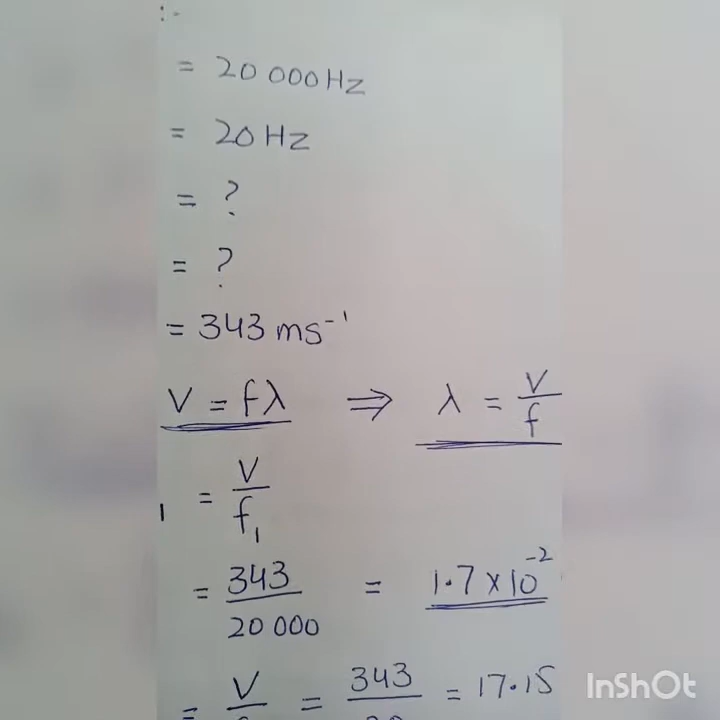 :-
= 20 000 Hz
= 20 Hz
= ?
= ?
= 343 ms⁻¹
V = fλ ⇒ λ = V/f
1 = V/f₁
= 343/20 000 = 1.7 × 10⁻²
= V/ = 343/ = 17.15
InShOt